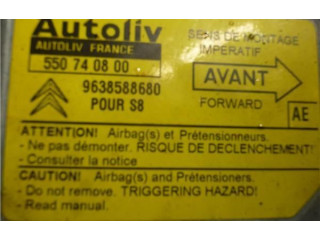 Autoliv
AUTOLIV FRANCE
550 74 08 00
SENS DE MONTAGE
IMPERATIF
AVANT
9638588680
POUR S8
FORWARD
AE
ATTENTION! Airbag(s) et Prétensionneurs.
- Ne pas démonter. RISQUE DE DECLENCHEMENT!
- Consulter la notice
CAUTION! Airbag(s) and Pretensioners.
- Do not remove. TRIGGERING HAZARD!
- Read manual.